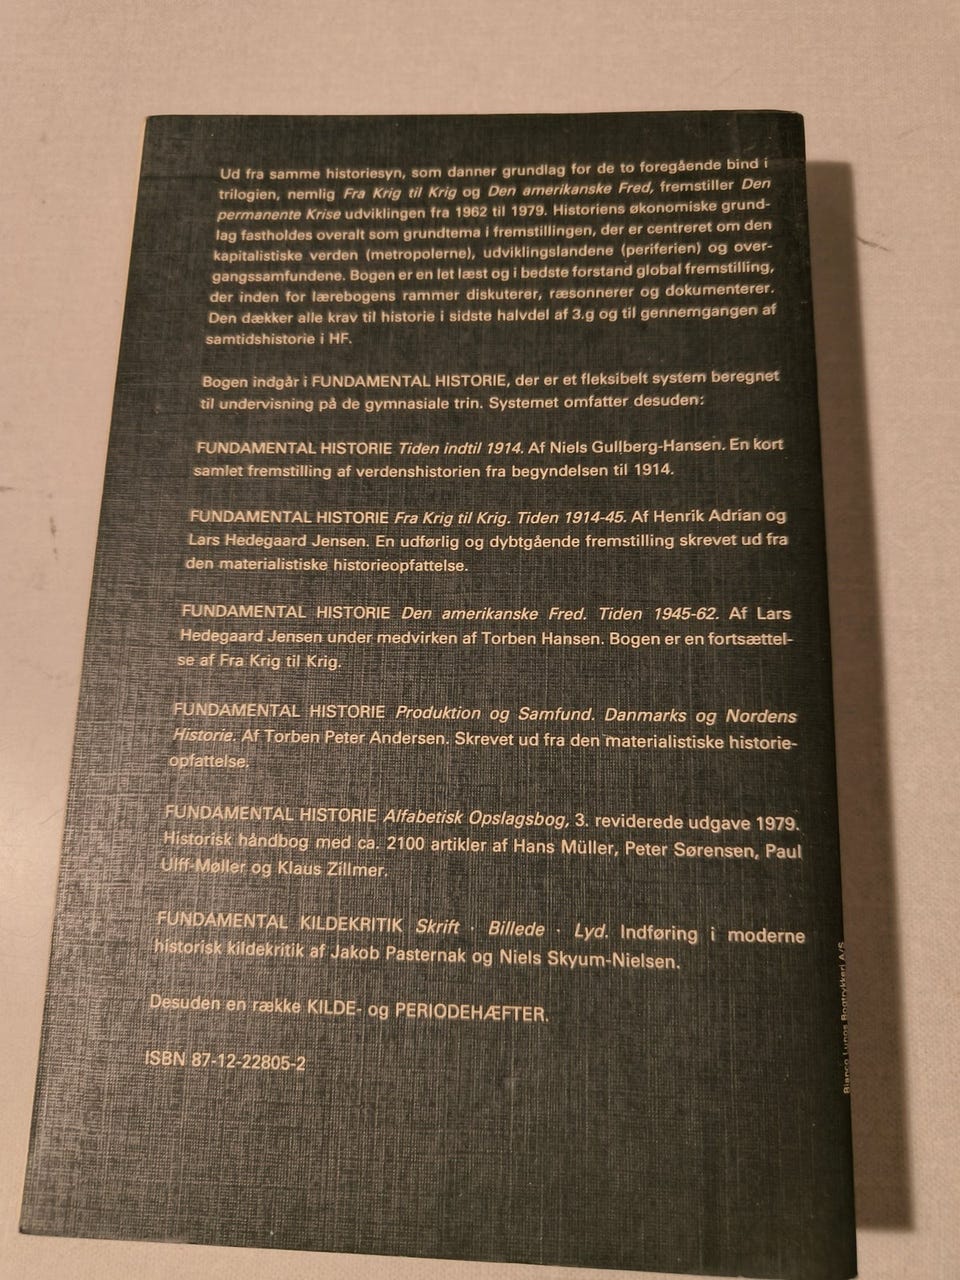 Ud fra samme historiesyn, som danner grundlag for de to foregående bind i
trilogien, nemlig Fra Krig til Krig og Den amerikanske Fred, fremstiller Den
permanente Krise udviklingen fra 1962 til 1979. Historiens økonomiske grund-
lag fastholdes overalt som grundtema i fremstillingen, der er centreret om den
kapitalistiske verden (metropolerne), udviklingslandene (periferien) og over-
gangssamfundene. Bogen er en let læst og i bedste forstand global fremstilling,
der inden for lærebogens rammer diskuterer, ræsonnerer og dokumenterer.
Den dækker alle krav til historie i sidste halvdel af 3.g og til gennemgangen af
samtidshistorie i HF.
Bogen indgår i FUNDAMENTAL HISTORIE, der er et fleksibelt system beregnet
til undervisning på de gymnasiale trin. Systemet omfatter desuden:
FUNDAMENTAL HISTORIE Tiden indtil 1914. Af Niels Gullberg-Hansen. En kort
samlet fremstilling af verdenshistorien fra begyndelsen til 1914.
FUNDAMENTAL HISTORIE Fra Krig til Krig. Tiden 1914-45. Af Henrik Adrian og
Lars Hedegaard Jensen. En udførlig og dybtgående fremstilling skrevet ud fra
den materialistiske historieopfattelse.
FUNDAMENTAL HISTORIE Den amerikanske Fred. Tiden 1945-62. Af Lars
Hedegaard Jensen under medvirken af Torben Hansen. Bogen er en fortsættel-
se af Fra Krig til Krig.
FUNDAMENTAL HISTORIE Produktion og Samfund. Danmarks og Nordens
Historie. Af Torben Peter Andersen. Skrevet ud fra den materialistiske historie-
opfattelse.
FUNDAMENTAL HISTORIE Alfabetisk Opslagsbog, 3. reviderede udgave 1979.
Historisk håndbog med ca. 2100 artikler af Hans Müller, Peter Sørensen, Paul
Ulff-Møller og Klaus Zillmer.
FUNDAMENTAL KILDEKRITIK Skrift · Billede · Lyd. Indføring i moderne
historisk kildekritik af Jakob Pasternak og Niels Skyum-Nielsen.
Desuden en række KILDE- og PERIODEHÆFTER.
ISBN 87-12-22805-2
Bianco Lunos Bogtrykkeri A/S